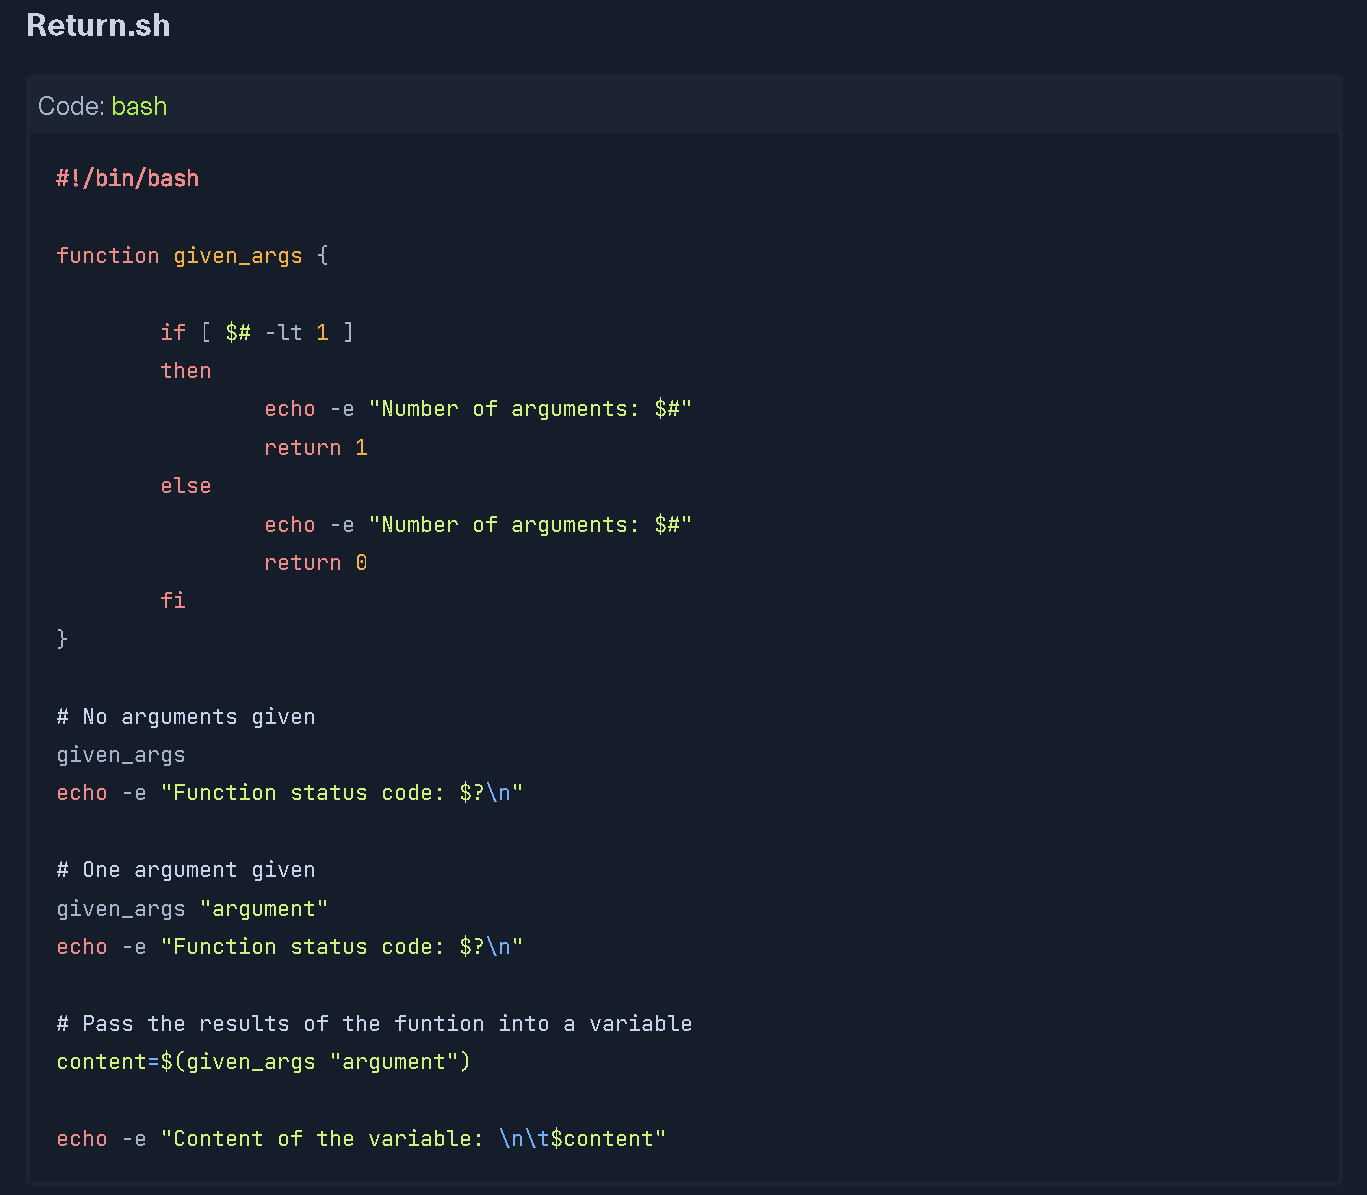 Return.sh
Code: bash
#!/bin/bash
function given_args {
if [ $# -lt 1 ]
then
echo -e "Number of arguments: $#"
return 1
else
echo -e "Number of arguments: $#"
return 0
fi
}
# No arguments given
given_args
echo -e "Function status code: $?\n"
# One argument given
given_args "argument"
echo -e "Function status code: $?\n"
# Pass the results of the funtion into a variable
content=$(given_args "argument")
echo -e "Content of the variable: \n\t$content"